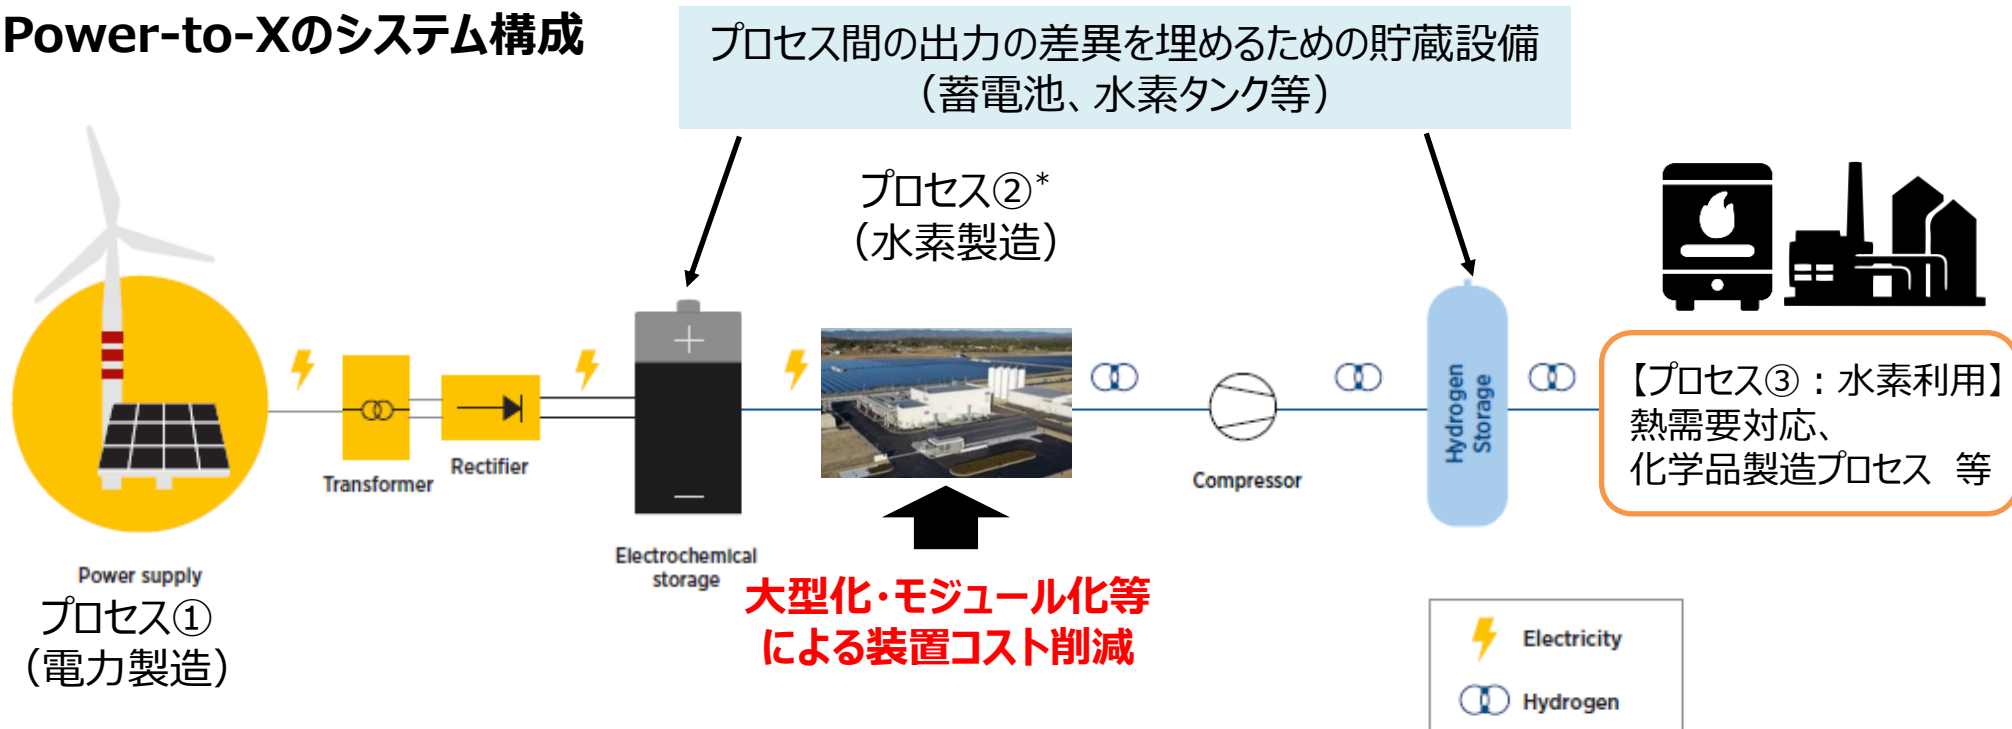 Power-to-Xのシステム構成
プロセス間の出力の差異を埋めるための貯蔵設備
（蓄電池、水素タンク等）
プロセス②*
（水素製造）
Transformer
Rectifier
Electrochemical
storage
Compressor
Hydrogen
Storage
【プロセス③：水素利用】
熱需要対応、
化学品製造プロセス 等
Power supply
プロセス①
（電力製造）
大型化・モジュール化等
による装置コスト削減
Electricity
Hydrogen